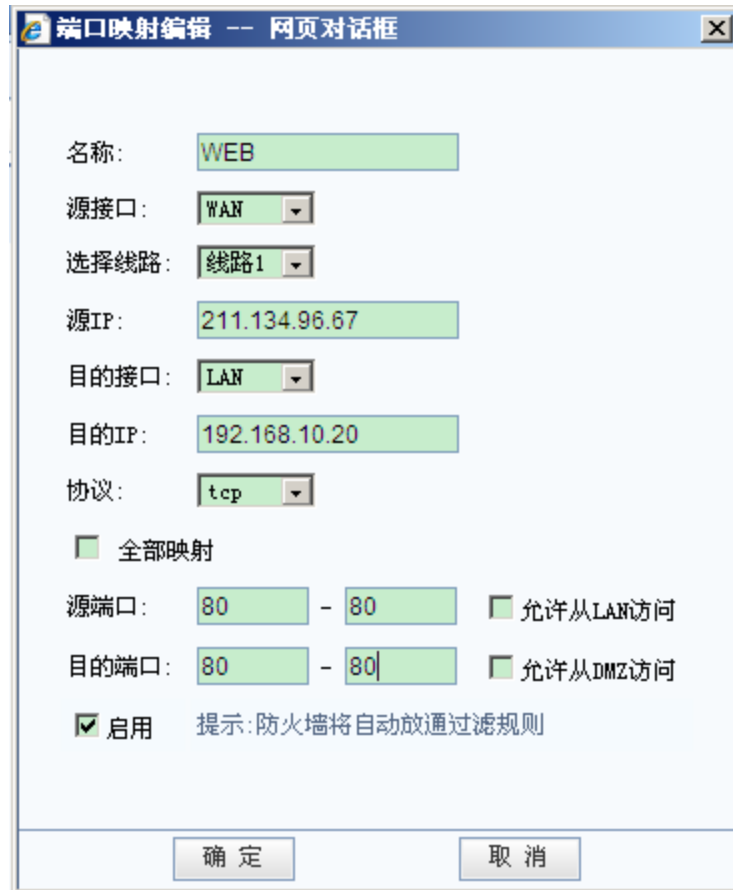 端口映射编辑 -- 网页对话框
名称: WEB
源接口: WAN
选择线路: 线路1
源IP: 211.134.96.67
目的接口: LAN
目的IP: 192.168.10.20
协议: tcp
全部映射
源端口: 80 - 80 允许从LAN访问
目的端口: 80 - 80 允许从DMZ访问
启用 提示:防火墙将自动放通过滤规则
确 定 取 消